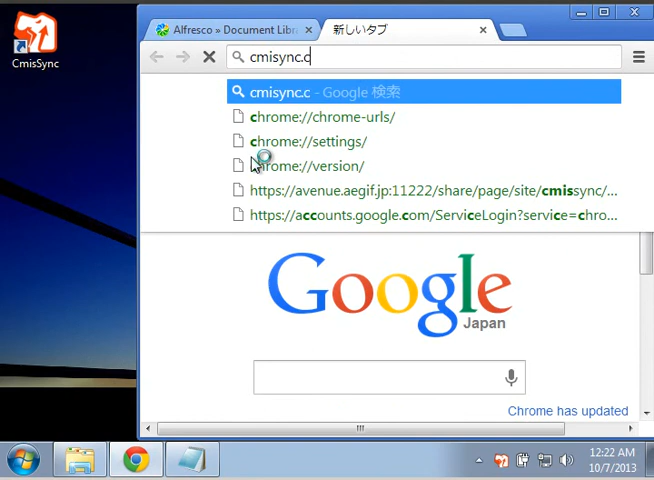 CmisSync
Alfresco » Document Libr
新しいタブ
cmisync.c
cmisync.c - Google 検索
chrome://chrome-urls/
chrome://settings/
chrome://version/
https://avenue.aegif.jp:11222/share/page/site/cmissync/...
https://accounts.google.com/ServiceLogin?service=chro...
Google
Japan
Chrome has updated
12:22 AM
10/7/2013